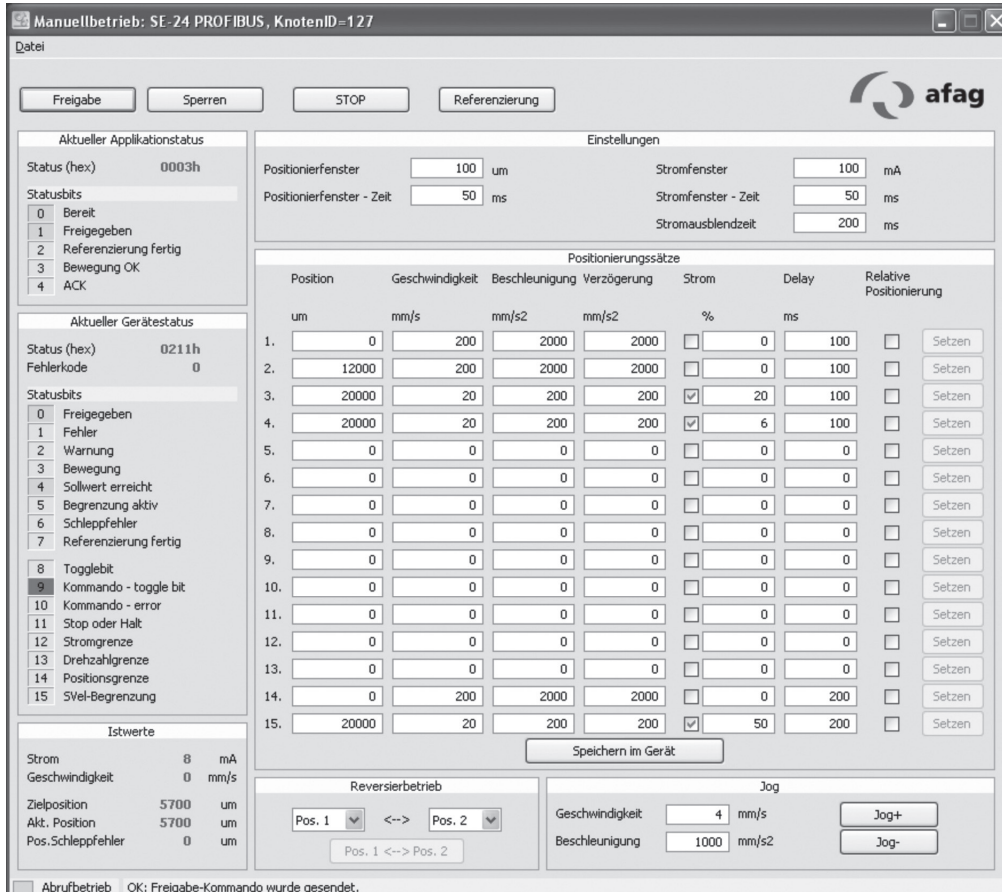 Manuellbetrieb: SE-24 PROFIBUS, KnotenID=127
Datei
Freigabe Sperren STOP Referenzierung
afag
Aktueller Applikationstatus
Status (hex) 0003h
Statusbits
0 Bereit
1 Freigegeben
2 Referenzierung fertig
3 Bewegung OK
4 ACK
Aktueller Gerätestatus
Status (hex) 0211h
Fehlerkode 0
Statusbits
0 Freigegeben
1 Fehler
2 Warnung
3 Bewegung
4 Sollwert erreicht
5 Begrenzung aktiv
6 Schleppfehler
7 Referenzierung fertig
8 Togglebit
9 Kommando - toggle bit
10 Kommando - error
11 Stop oder Halt
12 Stromgrenze
13 Drehzahlgrenze
14 Positionsgrenze
15 SVel-Begrenzung
Istwerte
Strom 8 mA
Geschwindigkeit 0 mm/s
Zielposition 5700 um
Akt. Position 5700 um
Pos.Schleppfehler 0 um
Einstellungen
Positionierfenster 100 um Stromfenster 100 mA
Positionierfenster - Zeit 50 ms Stromfenster - Zeit 50 ms
Stromausblendzeit 200 ms
Positionierungssätze
Position Geschwindigkeit Beschleunigung Verzögerung Strom Delay Relative
Positionierung
um mm/s mm/s2 mm/s2 % ms
1. 0 200 2000 2000 0 100 Setzen
2. 12000 200 2000 2000 0 100 Setzen
3. 20000 20 200 200 20 100 Setzen
4. 20000 20 200 200 6 100 Setzen
5. 0 0 0 0 0 0 Setzen
6. 0 0 0 0 0 0 Setzen
7. 0 0 0 0 0 0 Setzen
8. 0 0 0 0 0 0 Setzen
9. 0 0 0 0 0 0 Setzen
10. 0 0 0 0 0 0 Setzen
11. 0 0 0 0 0 0 Setzen
12. 0 0 0 0 0 0 Setzen
13. 0 0 0 0 0 0 Setzen
14. 0 200 2000 2000 0 200 Setzen
15. 20000 20 200 200 50 200 Setzen
Speichern im Gerät
Reversierbetrieb
Pos. 1 <--> Pos. 2
Pos. 1 <--> Pos. 2
Jog
Geschwindigkeit 4 mm/s Jog+
Beschleunigung 1000 mm/s2 Jog-
Abrufbetrieb OK: Freigabe-Kommando wurde gesendet.